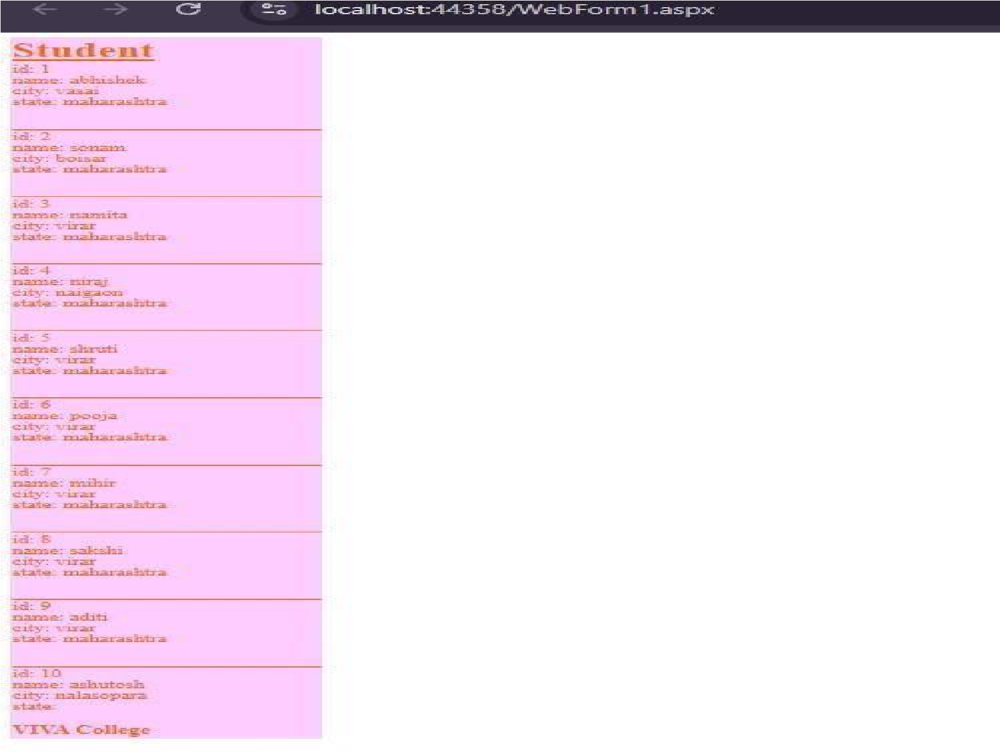 localhost:44358/WebForm1.aspx
Student
id: 1
name: abhishek
city: vasai
state: maharashtra
id: 2
name: sonam
city: boisar
state: maharashtra
id: 3
name: namita
city: virar
state: maharashtra
id: 4
name: niraj
city: naigaon
state: maharashtra
id: 5
name: shruti
city: virar
state: maharashtra
id: 6
name: pooja
city: virar
state: maharashtra
id: 7
name: mihir
city: virar
state: maharashtra
id: 8
name: sakshi
city: virar
state: maharashtra
id: 9
name: aditi
city: virar
state: maharashtra
id: 10
name: ashutosh
city: nalasopara
state:
VIVA College